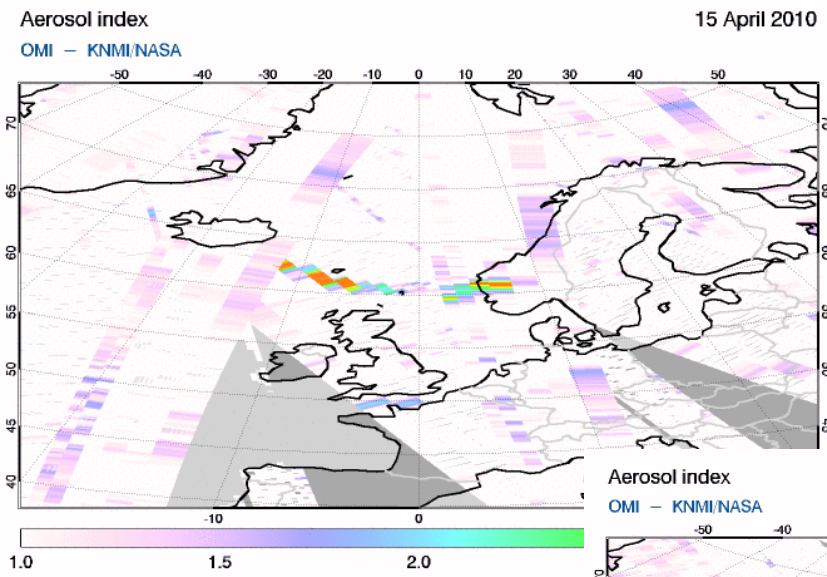 Aerosol index
15 April 2010
OMI – KNMI/NASA
-50 -40 -30 -20 -10 0 10 20 30 40 50
70
65
60
55
50
45
40
-10 0
1.0 1.5 2.0
Aerosol index
OMI – KNMI/NASA
-50 -40